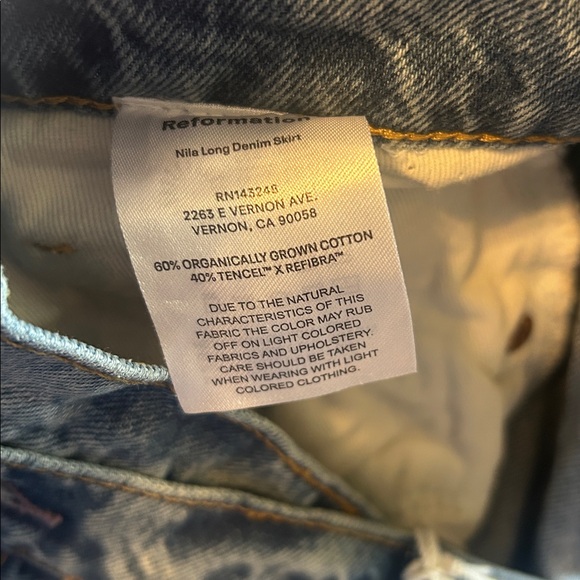 Reformation
Nila Long Denim Skirt
RN143248
2263 E VERNON AVE.
VERNON, CA 90058
60% ORGANICALLY GROWN COTTON
40% TENCEL™ X REFIBRA™
DUE TO THE NATURAL
CHARACTERISTICS OF THIS
FABRIC THE COLOR MAY RUB
OFF ON LIGHT COLORED
FABRICS AND UPHOLSTERY.
CARE SHOULD BE TAKEN
WHEN WEARING WITH LIGHT
COLORED CLOTHING.